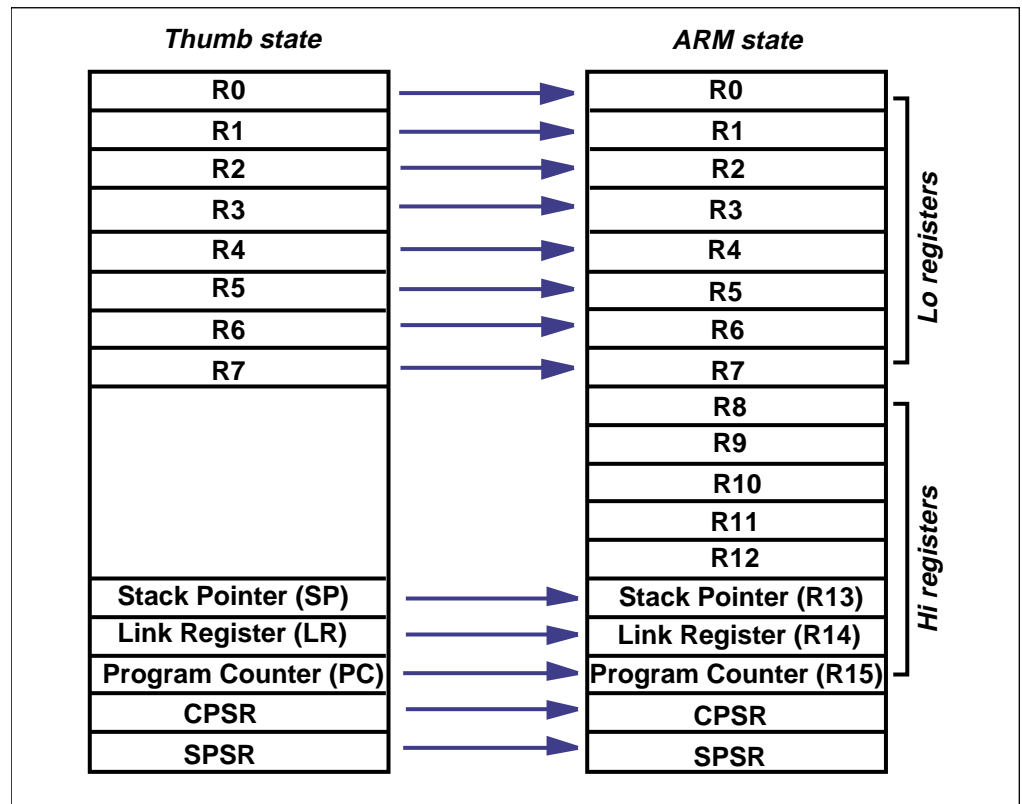 Thumb state
ARM state
R0
R1
R2
R3
R4
R5
R6
R7
Stack Pointer (SP)
Link Register (LR)
Program Counter (PC)
CPSR
SPSR
R0
R1
R2
R3
R4
R5
R6
R7
R8
R9
R10
R11
R12
Stack Pointer (R13)
Link Register (R14)
Program Counter (R15)
CPSR
SPSR
Lo registers
Hi registers